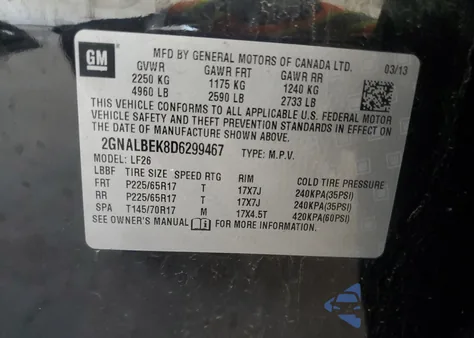 GM
MFD BY GENERAL MOTORS OF CANADA LTD.
03/13
GVWR GAWR FRT GAWR RR
2250 KG 1175 KG 1240 KG
4960 LB 2590 LB 2733 LB
THIS VEHICLE CONFORMS TO ALL APPLICABLE U.S. FEDERAL
VEHICLE SAFETY AND THEFT PREVENTION STANDARDS IN EFFECT
ON THE DATE OF MANUFACTURE SHOWN ABOVE.
2GNALBEK8D6299467 TYPE: M.P.V.
MODEL: LF26
LBBF TIRE SIZE SPEED RTG RIM COLD TIRE PRESSURE
FRT P225/65R17 T 17X7J 240KPA(35PSI)
RR P225/65R17 T 17X7J 240KPA(35PSI)
SPA T145/70R17 M 17X4.5T 420KPA(60PSI)
SEE OWNER'S MANUAL FOR MORE INFORMATION.